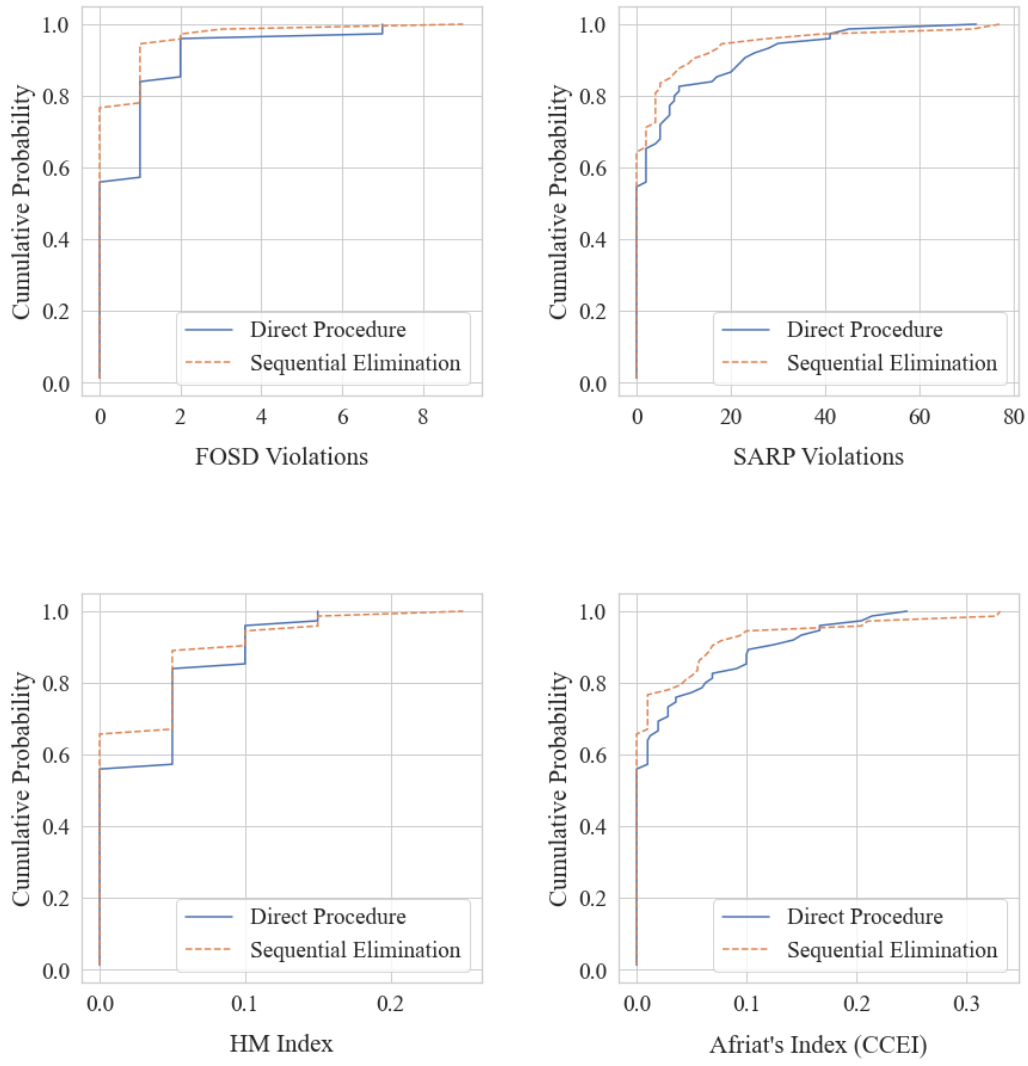 Cumulative Probability
1.0
0.8
0.6
0.4
0.2
0.0
Direct Procedure
Sequential Elimination
0 2 4 6 8
FOSD Violations
Cumulative Probability
1.0
0.8
0.6
0.4
0.2
0.0
Direct Procedure
Sequential Elimination
0 20 40 60 80
SARP Violations
Cumulative Probability
1.0
0.8
0.6
0.4
0.2
0.0
Direct Procedure
Sequential Elimination
0.0 0.1 0.2
HM Index
Cumulative Probability
1.0
0.8
0.6
0.4
0.2
0.0
Direct Procedure
Sequential Elimination
0.0 0.1 0.2 0.3
Afriat's Index (CCEI)